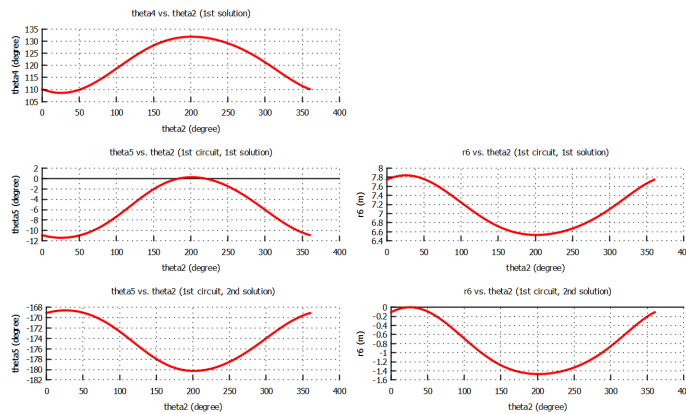 theta4 vs. theta2 (1st solution)
135
130
125
120
115
110
105
theta4 (degree)
0 50 100 150 200 250 300 350 400
theta2 (degree)
theta5 vs. theta2 (1st circuit, 1st solution)
2
0
-2
-4
-6
-8
-10
-12
theta5 (degree)
0 50 100 150 200 250 300 350 400
theta2 (degree)
r6 vs. theta2 (1st circuit, 1st solution)
8
7.8
7.6
7.4
7.2
7
6.8
6.6
6.4
r6 (m)
0 50 100 150 200 250 300 350 400
theta2 (degree)
theta5 vs. theta2 (1st circuit, 2nd solution)
-168
-170
-172
-174
-176
-178
-180
-182
theta5 (degree)
0 50 100 150 200 250 300 350 400
theta2 (degree)
r6 vs. theta2 (1st circuit, 2nd solution)
0
-0.2
-0.4
-0.6
-0.8
-1
-1.2
-1.4
-1.6
r6 (m)
0 50 100 150 200 250 300 350 400
theta2 (degree)